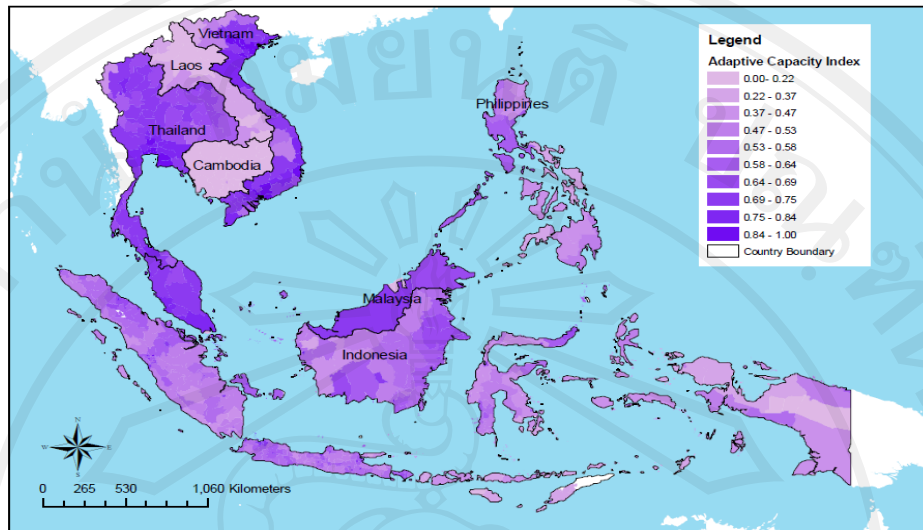 Vietnam
Laos
Thailand
Cambodia
Philippines
Malaysia
Indonesia
Legend
Adaptive Capacity Index
0.00- 0.22
0.22 - 0.37
0.37 - 0.47
0.47 - 0.53
0.53 - 0.58
0.58 - 0.64
0.64 - 0.69
0.69 - 0.75
0.75 - 0.84
0.84 - 1.00
Country Boundary
N
W E
S
0 265 530 1,060 Kilometers